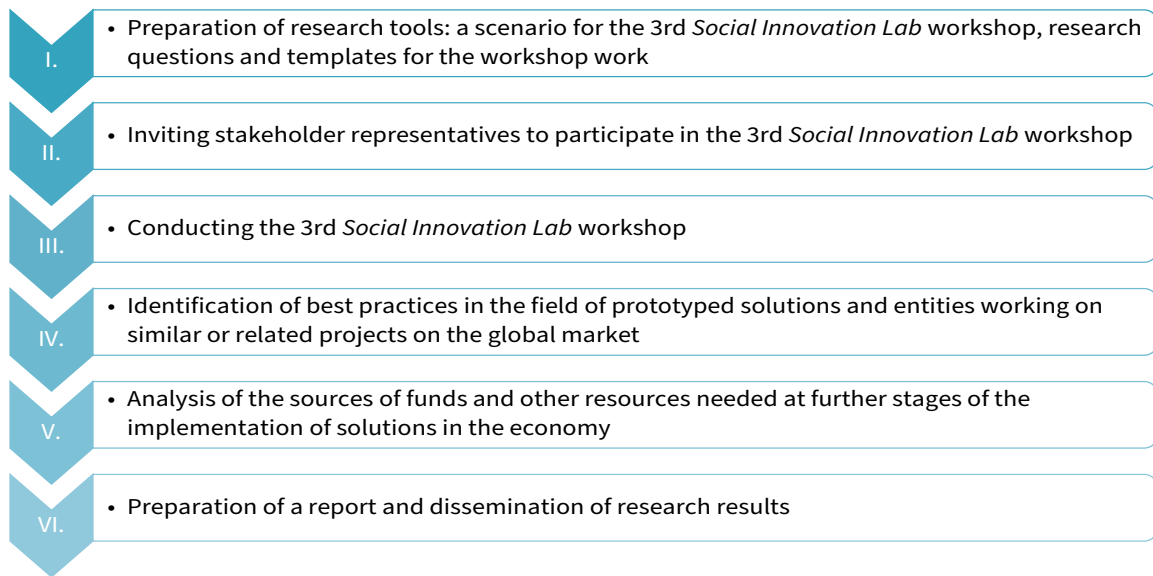 I.
• Preparation of research tools: a scenario for the 3rd Social Innovation Lab workshop, research
questions and templates for the workshop work
II.
• Inviting stakeholder representatives to participate in the 3rd Social Innovation Lab workshop
III.
• Conducting the 3rd Social Innovation Lab workshop
IV.
• Identification of best practices in the field of prototyped solutions and entities working on
similar or related projects on the global market
V.
• Analysis of the sources of funds and other resources needed at further stages of the
implementation of solutions in the economy
VI.
• Preparation of a report and dissemination of research results